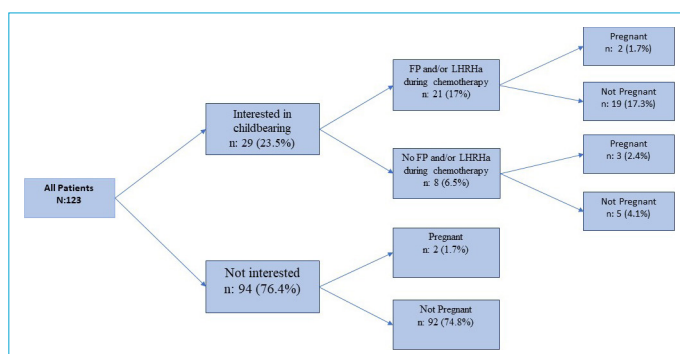 All Patients
N:123
Interested in
childbearing
n: 29 (23.5%)
Not interested
n: 94 (76.4%)
FP and/or LHRHa
during chemotherapy
n: 21 (17%)
No FP and/or LHRHa
during chemotherapy
n: 8 (6.5%)
Pregnant
n: 2 (1.7%)
Not Pregnant
n: 92 (74.8%)
Pregnant
n: 2 (1.7%)
Not Pregnant
n: 19 (17.3%)
Pregnant
n: 3 (2.4%)
Not Pregnant
n: 5 (4.1%)